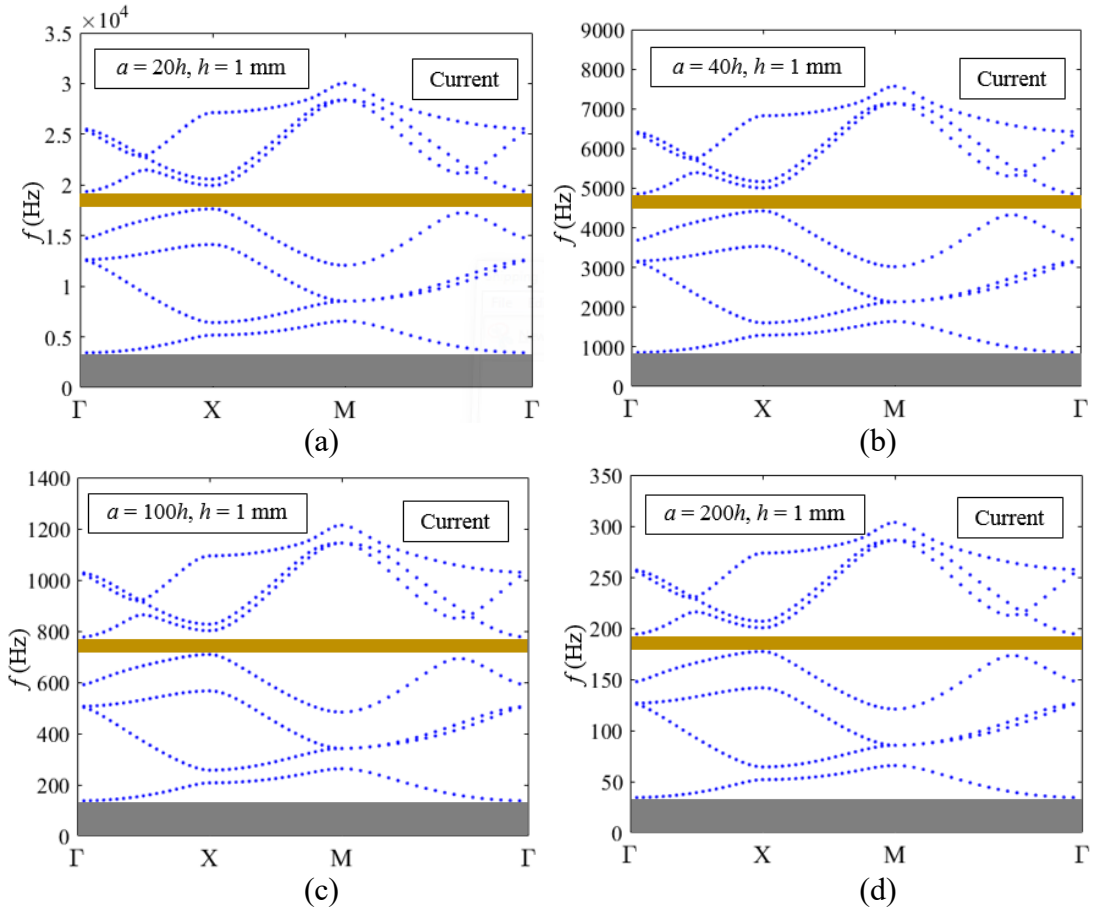 ×10⁴
3.5
3
2.5
2
1.5
1
0.5
0
f (Hz)
a = 20h, h = 1 mm
Current
Γ X M Γ
(a)
9000
8000
7000
6000
5000
4000
3000
2000
1000
0
f (Hz)
a = 40h, h = 1 mm
Current
Γ X M Γ
(b)
1400
1200
1000
800
600
400
200
0
f (Hz)
a = 100h, h = 1 mm
Current
Γ X M Γ
(c)
350
300
250
200
150
100
50
0
f (Hz)
a = 200h, h = 1 mm
Current
Γ X M Γ
(d)